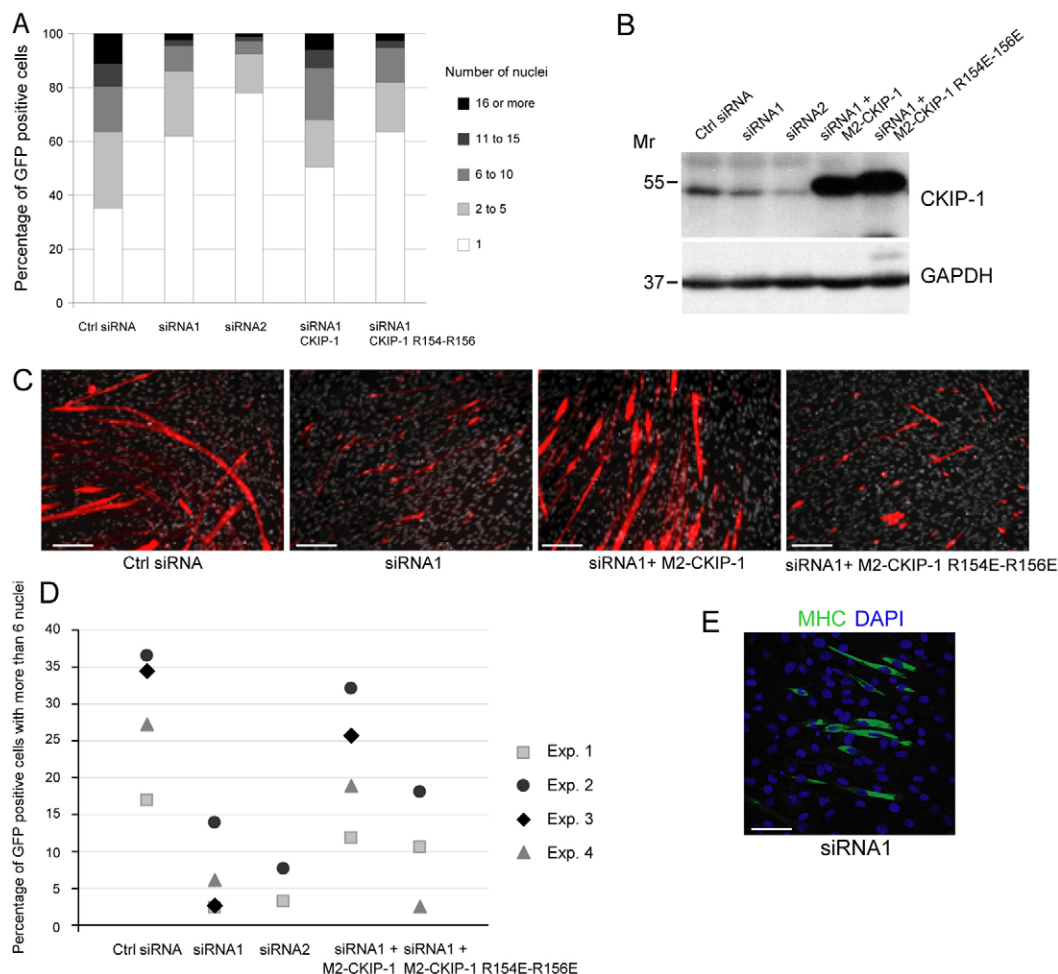 A
Percentage of GFP positive cells
100
80
60
40
20
0
Ctrl siRNA
siRNA1
siRNA2
siRNA1
CKIP-1
siRNA1
CKIP-1 R154-R156
Number of nuclei
16 or more
11 to 15
6 to 10
2 to 5
1
B
Ctrl siRNA
siRNA1
siRNA2
siRNA1 +
M2-CKIP-1
siRNA1 +
M2-CKIP-1 R154E-156E
Mr
55
CKIP-1
37
GAPDH
C
Ctrl siRNA
siRNA1
siRNA1+ M2-CKIP-1
siRNA1+ M2-CKIP-1 R154E-R156E
D
Percentage of GFP positive cells with more than 6 nuclei
40
35
30
25
20
15
10
5
0
Ctrl siRNA
siRNA1
siRNA2
siRNA1 +
M2-CKIP-1
siRNA1 +
M2-CKIP-1 R154E-R156E
Exp. 1
Exp. 2
Exp. 3
Exp. 4
E
MHC DAPI
siRNA1